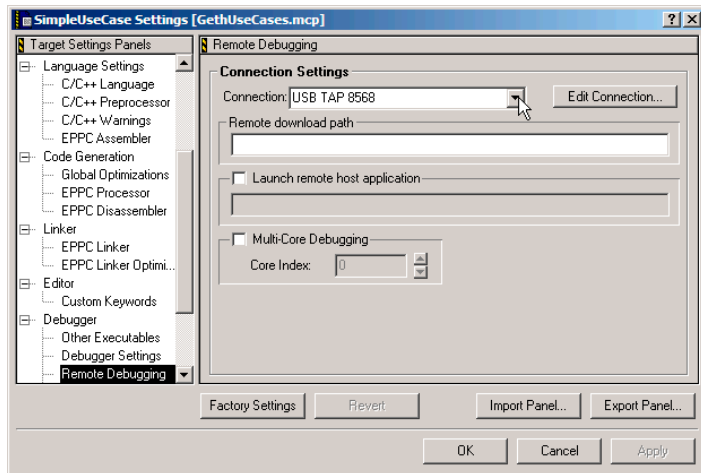 SimpleUseCase Settings [GethUseCases.mcp]
Target Settings Panels
Language Settings
C/C++ Language
C/C++ Preprocessor
C/C++ Warnings
EPPC Assembler
Code Generation
Global Optimizations
EPPC Processor
EPPC Disassembler
Linker
EPPC Linker
EPPC Linker Optimi...
Editor
Custom Keywords
Debugger
Other Executables
Debugger Settings
Remote Debugging
Remote Debugging
Connection Settings
Connection: USB TAP 8568 Edit Connection...
Remote download path
Launch remote host application
Multi-Core Debugging
Core Index: 0
Factory Settings Revert Import Panel... Export Panel...
OK Cancel Apply